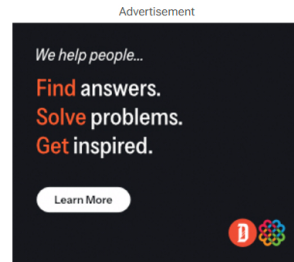 Advertisement
We help people...
Find answers.
Solve problems.
Get inspired.
Learn More
D